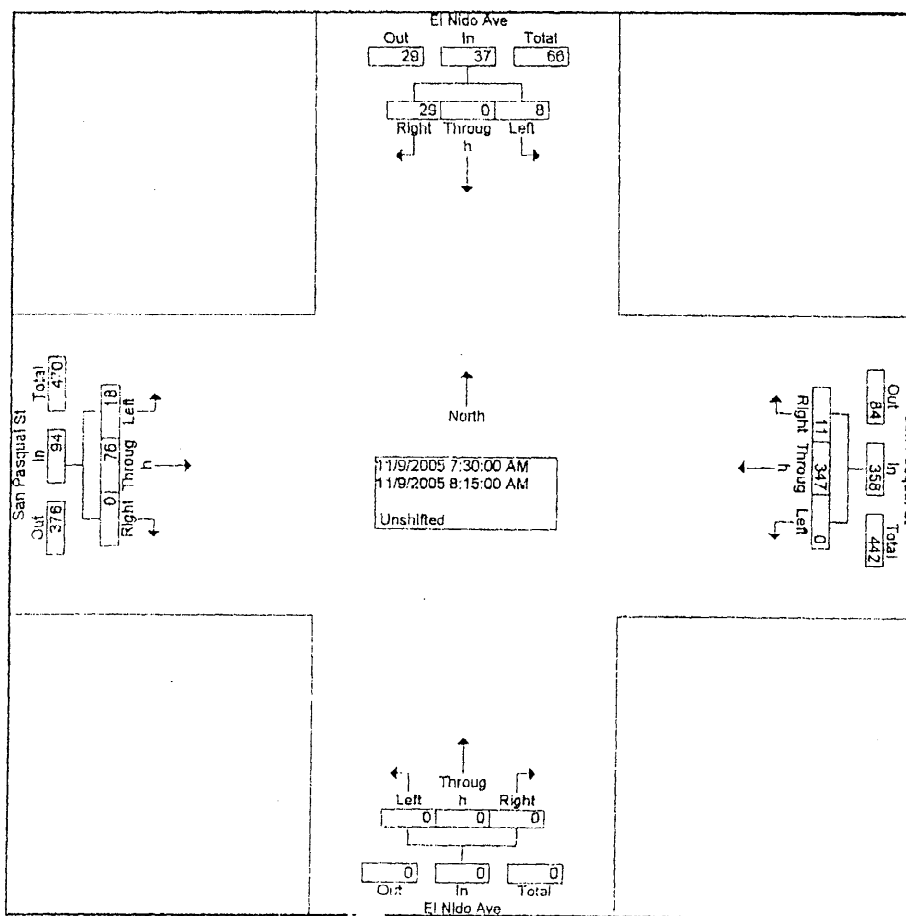 El Nido Ave
Out In Total
29 37 66
29 0 8
Right Throug h Left
San Pasqual St
Total In Out
470 94 376
18 76 0
Left Throug h Right
North
11/9/2005 7:30:00 AM
11/9/2005 8:15:00 AM
Unshifted
Right Throug h Left
11 347 0
84 358 442
Out In Total
Throug
Left h Right
0 0 0
0 0 0
Out In Total
El Nido Ave